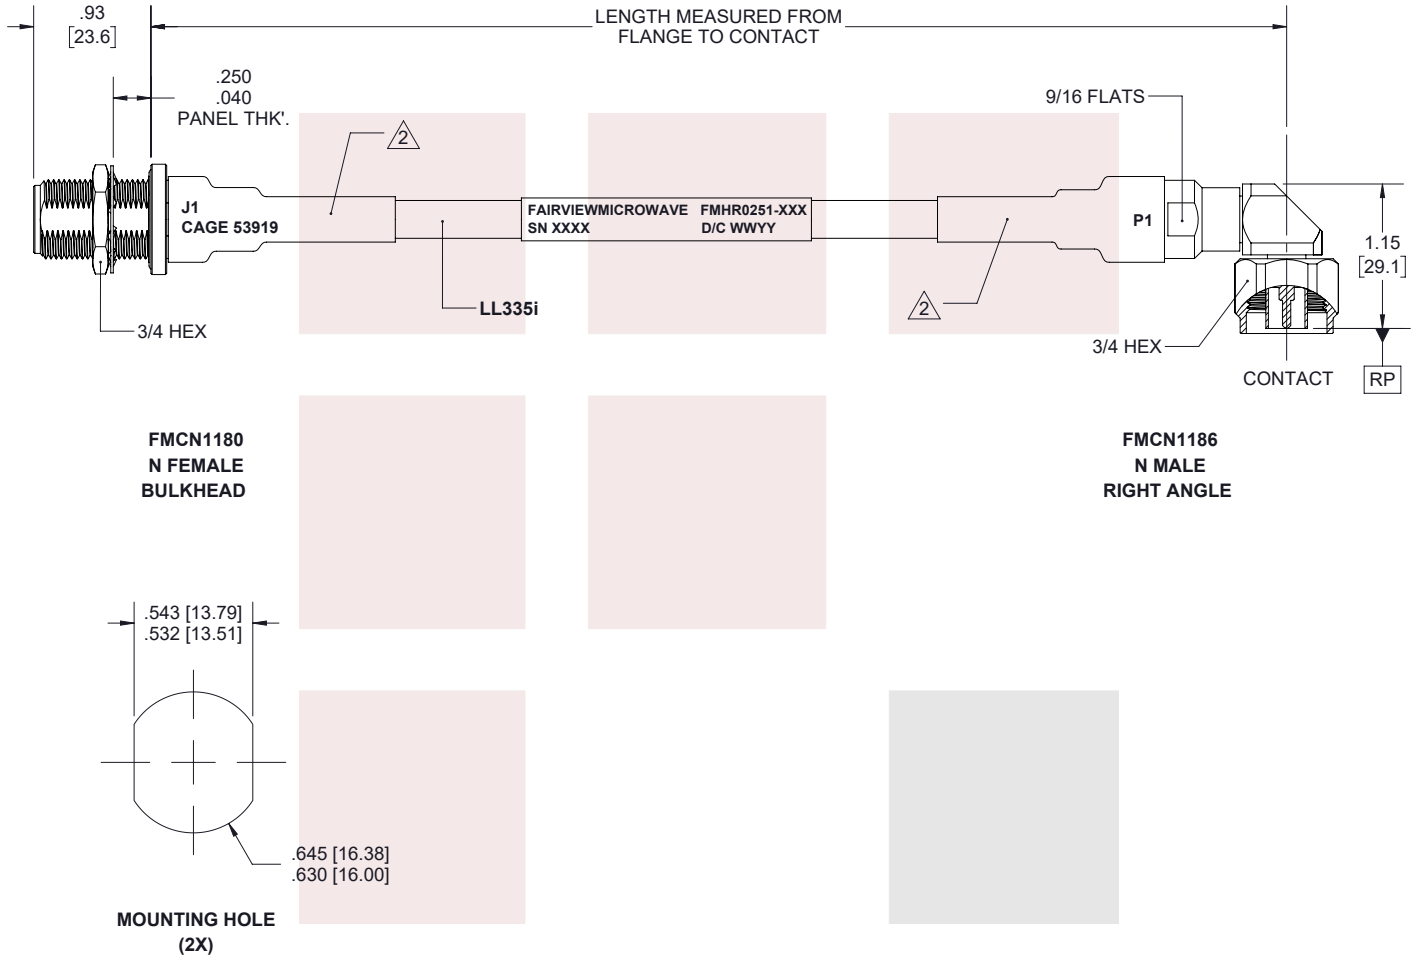 .93
[23.6]
LENGTH MEASURED FROM
FLANGE TO CONTACT
.250
.040
PANEL THK'.
9/16 FLATS
2
J1
CAGE 53919
FAIRVIEWMICROWAVE FMHR0251-XXX
SN XXXX D/C WWYY
P1
1.15
[29.1]
LL335i
2
3/4 HEX
3/4 HEX
CONTACT
RP
FMCN1180
N FEMALE
BULKHEAD
FMCN1186
N MALE
RIGHT ANGLE
.543 [13.79]
.532 [13.51]
.645 [16.38]
.630 [16.00]
MOUNTING HOLE
(2X)